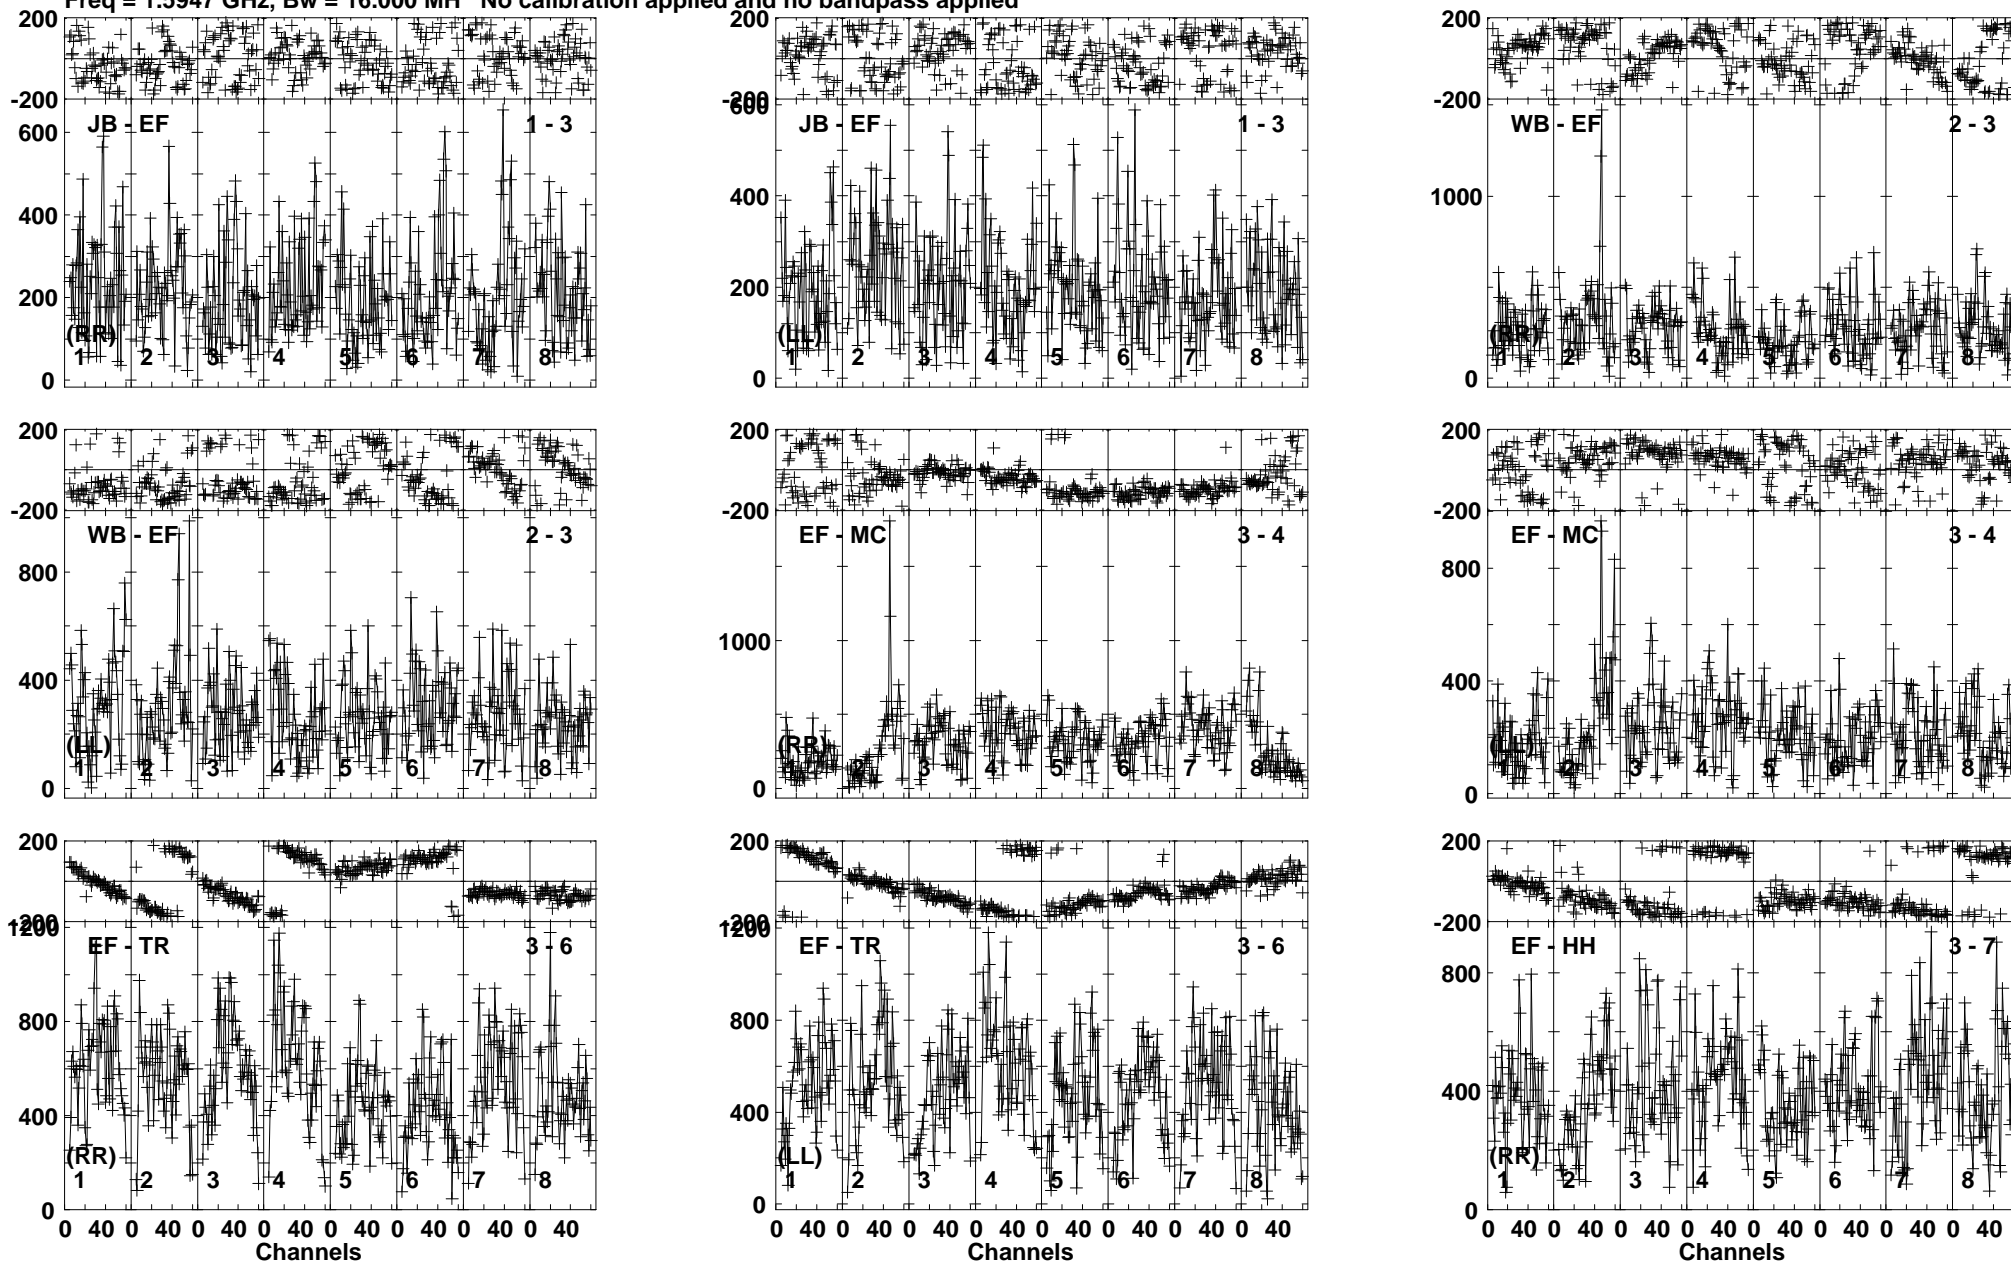 Freq = 1.5947 GHz, Bw = 16.000 MH No calibration applied and no bandpass applied
200 200 200
-200 -200 -200
JB - EF 1 - 3 JB - EF 1 - 3 WB - EF 2 - 3
600 600 1000
400 400
200 200
(RR) (LL) (RR)
1 2 3 4 5 6 7 8 1 2 3 4 5 6 7 8 1 2 3 4 5 6 7 8
0 0 0
200 200 200
-200 -200 -200
WB - EF 2 - 3 EF - MC 3 - 4 EF - MC 3 - 4
800 1000 800
400 400
(LL) (RR) (LL)
1 2 3 4 5 6 7 8 1 2 3 4 5 6 7 8 1 2 3 4 5 6 7 8
0 0 0
200 200 200
-200 -200 -200
1200 1200
EF - TR 3 - 6 EF - TR 3 - 6 EF - HH 3 - 7
800 800 800
400 400 400
(RR) (LL) (RR)
1 2 3 4 5 6 7 8 1 2 3 4 5 6 7 8 1 2 3 4 5 6 7 8
0 0 0
0 40 0 40 0 40 0 40 0 40 0 40 0 40 0 40 0 40 0 40 0 40 0 40 0 40 0 40 0 40 0 40 0 40 0 40 0 40 0 40 0 40 0 40 0 40 0 40
Channels Channels Channels